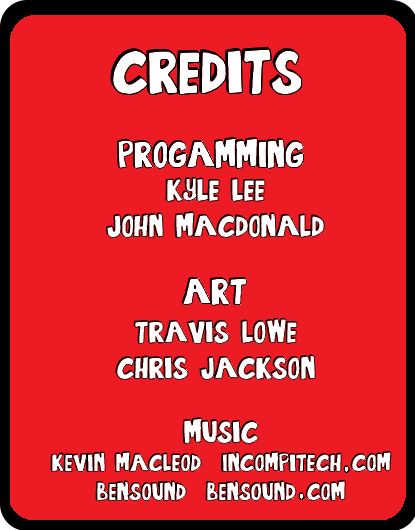 CREDITS
PROGAMMING
KYLE LEE
JOHN MACDONALD
ART
TRAVIS LOWE
CHRIS JACKSON
MUSIC
KEVIN MACLEOD INCOMPITECH.COM
BENSOUND BENSOUND.COM